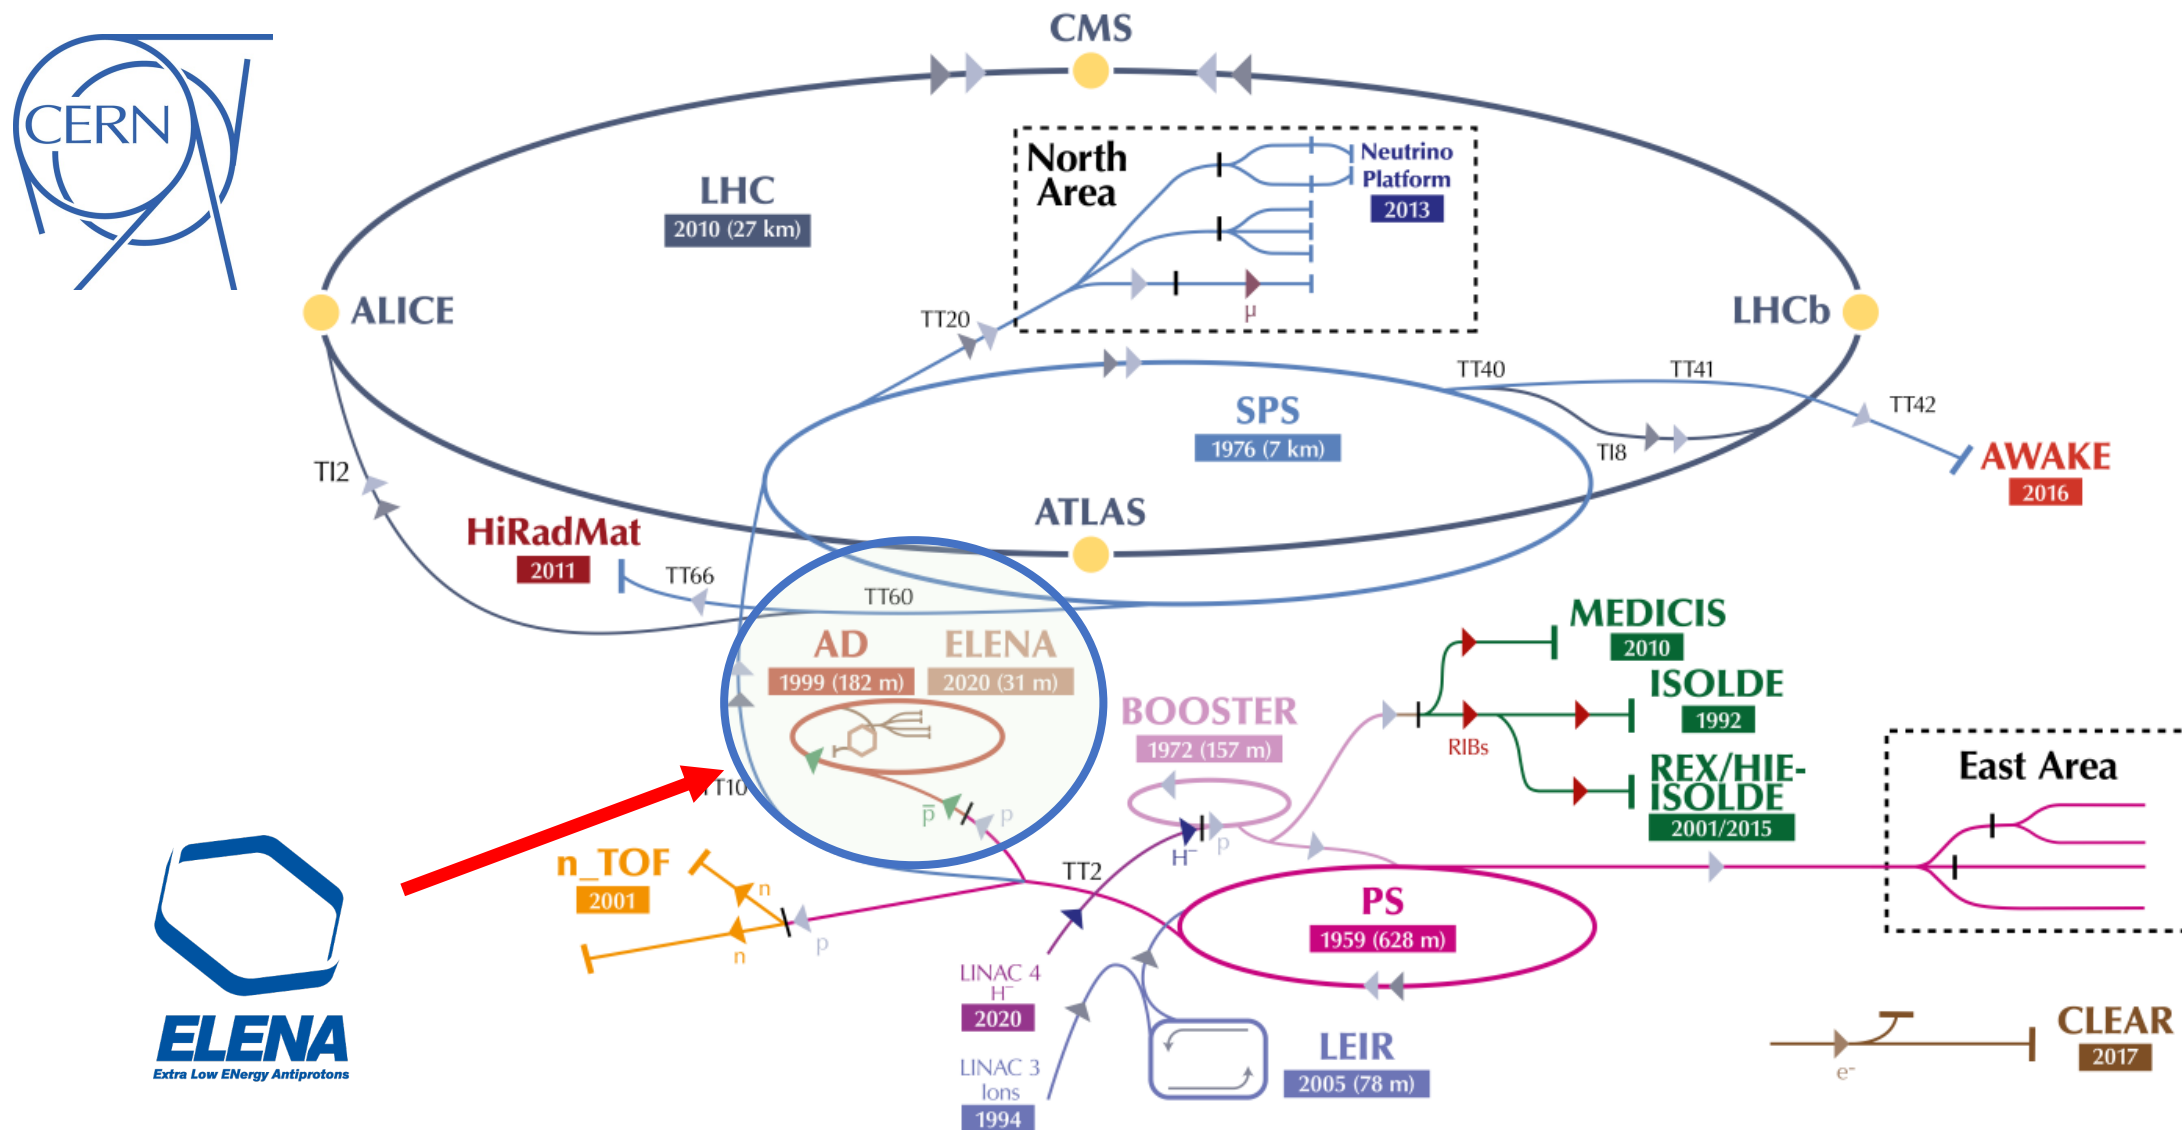 CERN
CMS
North
Area
Neutrino
Platform
2013
μ
LHC
2010 (27 km)
ALICE
LHCb
TT20
TT40
TT41
TT42
TI8
AWAKE
2016
SPS
1976 (7 km)
TI2
ATLAS
HiRadMat
2011
TT66
TT60
AD
1999 (182 m)
ELENA
2020 (31 m)
p̅
p
TT10
MEDICIS
2010
ISOLDE
1992
RIBs
REX/HIE-
ISOLDE
2001/2015
BOOSTER
1972 (157 m)
H⁻
p
East Area
n_TOF
2001
n
n
p
TT2
PS
1959 (628 m)
LINAC 4
H⁻
2020
LINAC 3
Ions
1994
LEIR
2005 (78 m)
CLEAR
2017
e⁻
ELENA
Extra Low ENergy Antiprotons